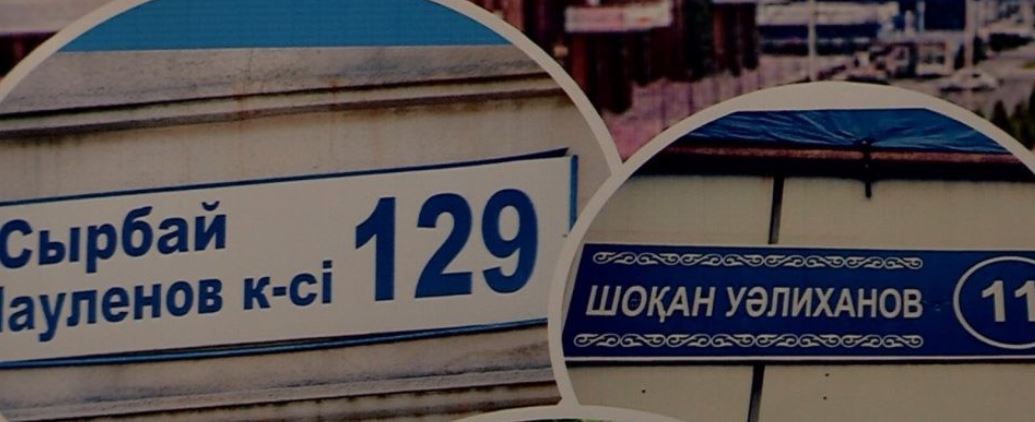 Сырбай
ауленов к-сі
129
ШОҚАН УӘЛИХАНОВ
11